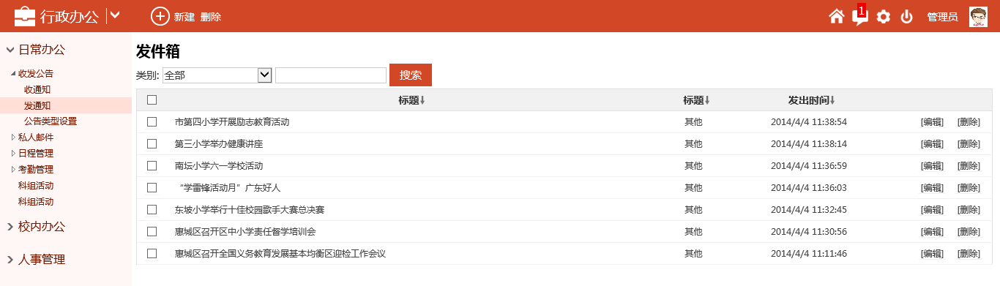 行政办公 新建 删除 1 管理员
日常办公
收发公告
收通知
发通知
公告类型设置
私人邮件
日程管理
考勤管理
科组活动
科组活动
校内办公
人事管理
发件箱
类别: 全部 搜索
标题 标题 发出时间
市第四小学开展励志教育活动 其他 2014/4/4 11:38:54 [编辑] [删除]
第三小学举办健康讲座 其他 2014/4/4 11:38:14 [编辑] [删除]
南坛小学六一学校活动 其他 2014/4/4 11:36:59 [编辑] [删除]
“学雷锋活动月”广东好人 其他 2014/4/4 11:36:03 [编辑] [删除]
东坡小学举行十佳校园歌手大赛总决赛 其他 2014/4/4 11:32:45 [编辑] [删除]
惠城区召开区中小学责任督学培训会 其他 2014/4/4 11:30:56 [编辑] [删除]
惠城区召开全国义务教育发展基本均衡区迎检工作会议 其他 2014/4/4 11:11:46 [编辑] [删除]